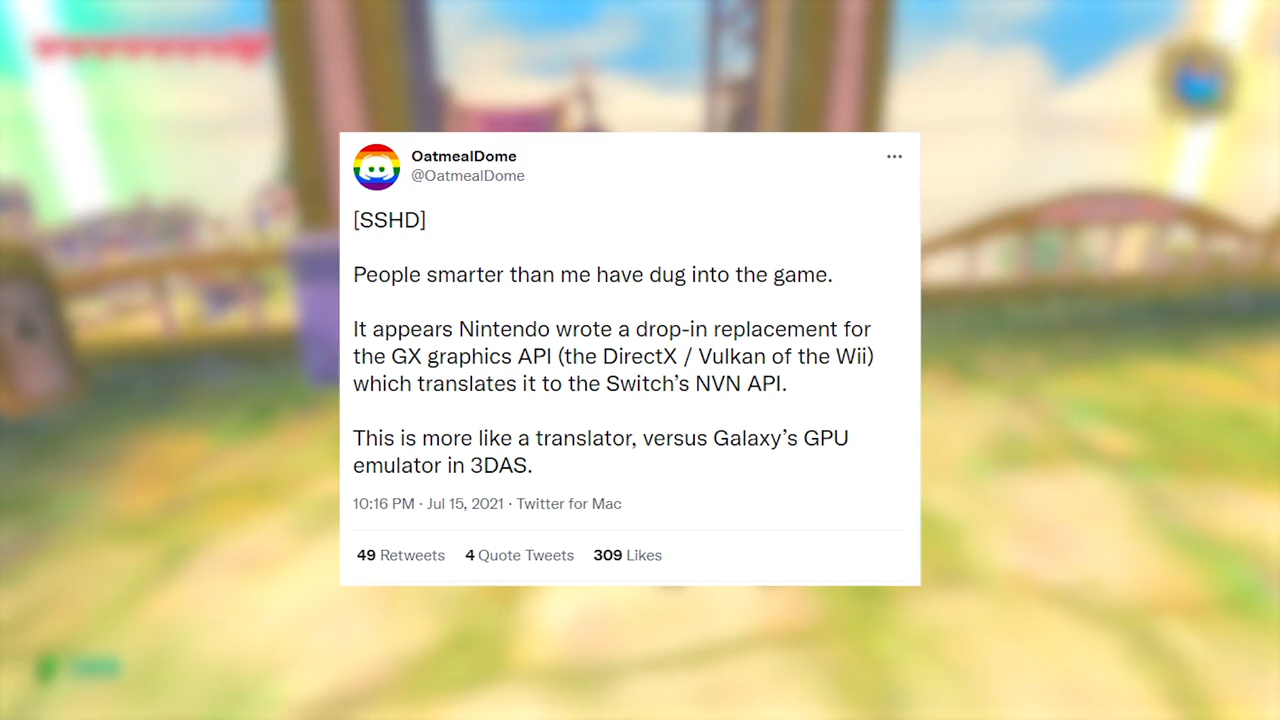 OatmealDome
@OatmealDome
[SSHD]
People smarter than me have dug into the game.
It appears Nintendo wrote a drop-in replacement for
the GX graphics API (the DirectX / Vulkan of the Wii)
which translates it to the Switch’s NVN API.
This is more like a translator, versus Galaxy’s GPU
emulator in 3DAS.
10:16 PM · Jul 15, 2021 · Twitter for Mac
49 Retweets 4 Quote Tweets 309 Likes